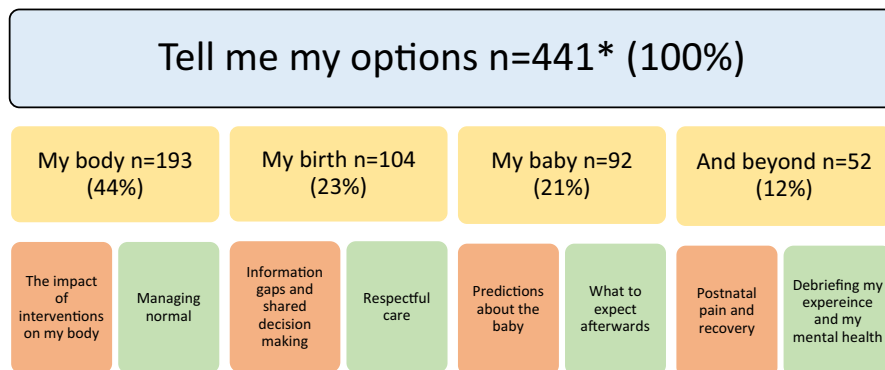 Tell me my options n=441* (100%)
My body n=193
(44%)
My birth n=104
(23%)
My baby n=92
(21%)
And beyond n=52
(12%)
The impact
of
interventions
on my body
Managing
normal
Information
gaps and
shared
decision
making
Respectful
care
Predictions
about the
baby
What to
expect
afterwards
Postnatal
pain and
recovery
Debriefing my
expereince
and my
mental health